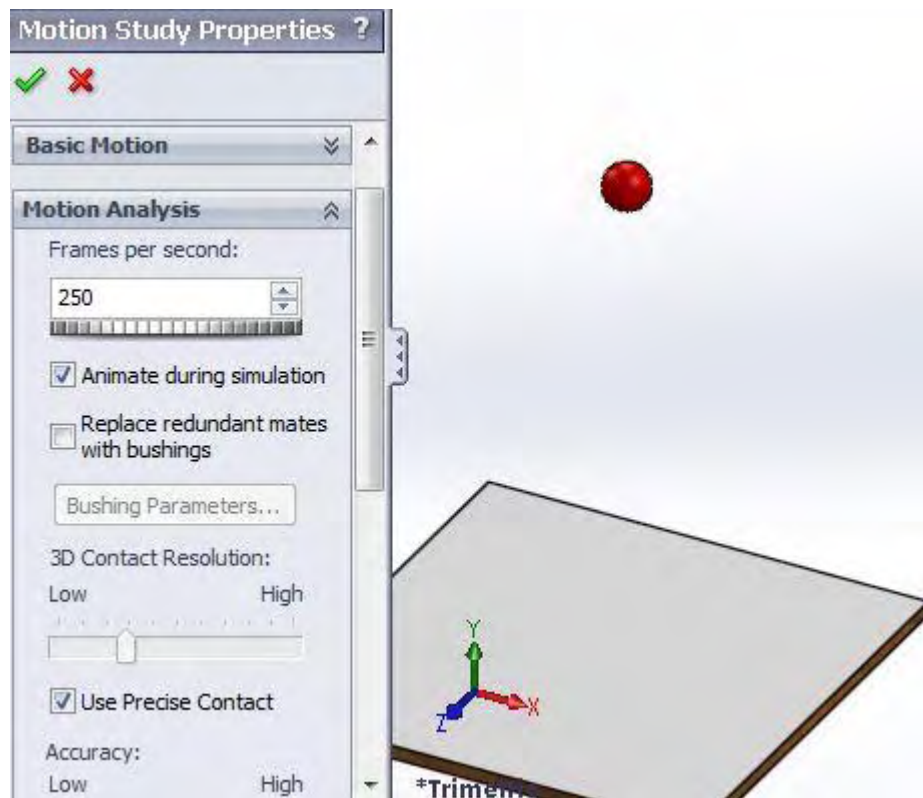 Motion Study Properties ?
Basic Motion
Motion Analysis
Frames per second:
250
Animate during simulation
Replace redundant mates
with bushings
Bushing Parameters...
3D Contact Resolution:
Low High
Use Precise Contact
Accuracy:
Low High
Y
X
Z